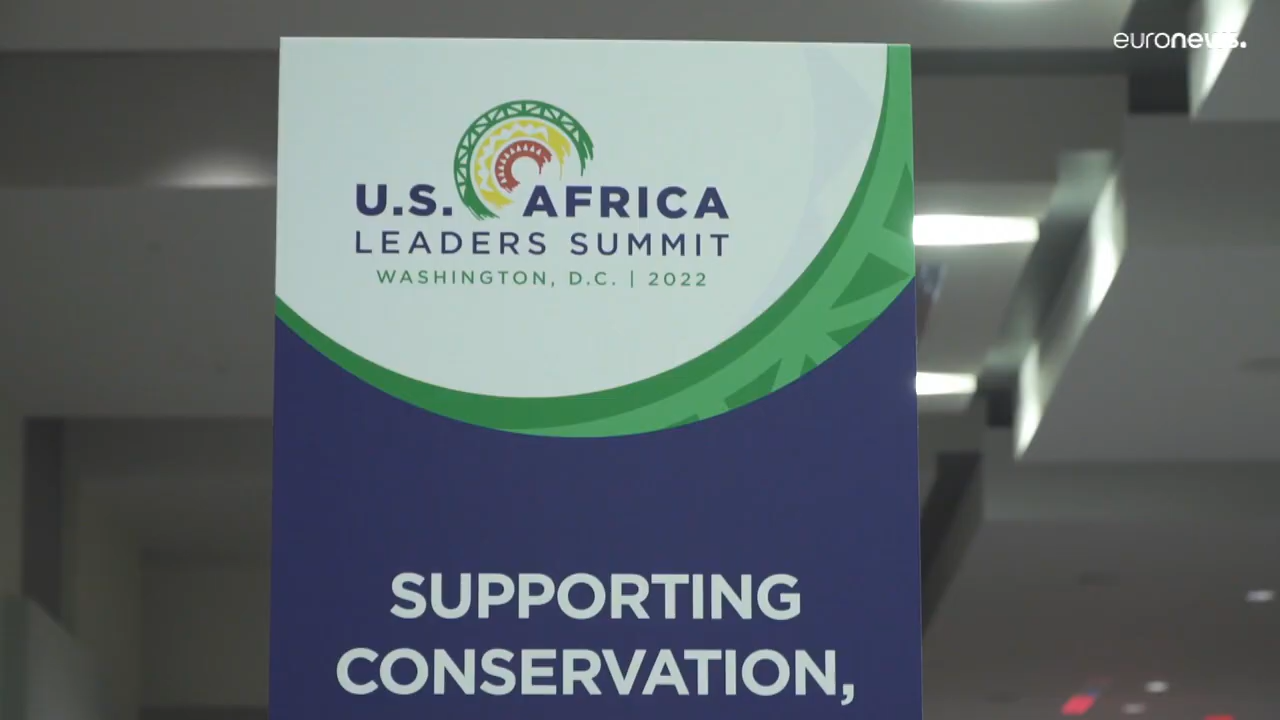 euronews.
U.S. AFRICA
LEADERS SUMMIT
WASHINGTON, D.C. | 2022
SUPPORTING
CONSERVATION,